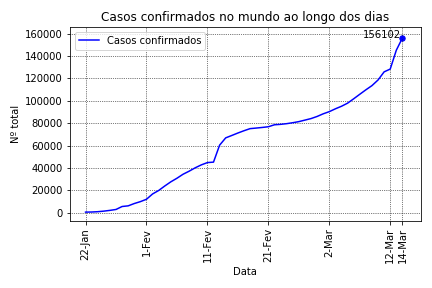 Casos confirmados no mundo ao longo dos dias
156102
Casos confirmados
160000
140000
120000
100000
80000
60000
40000
20000
0
Nº total
22-Jan
1-Fev
11-Fev
21-Fev
2-Mar
12-Mar
14-Mar
Data